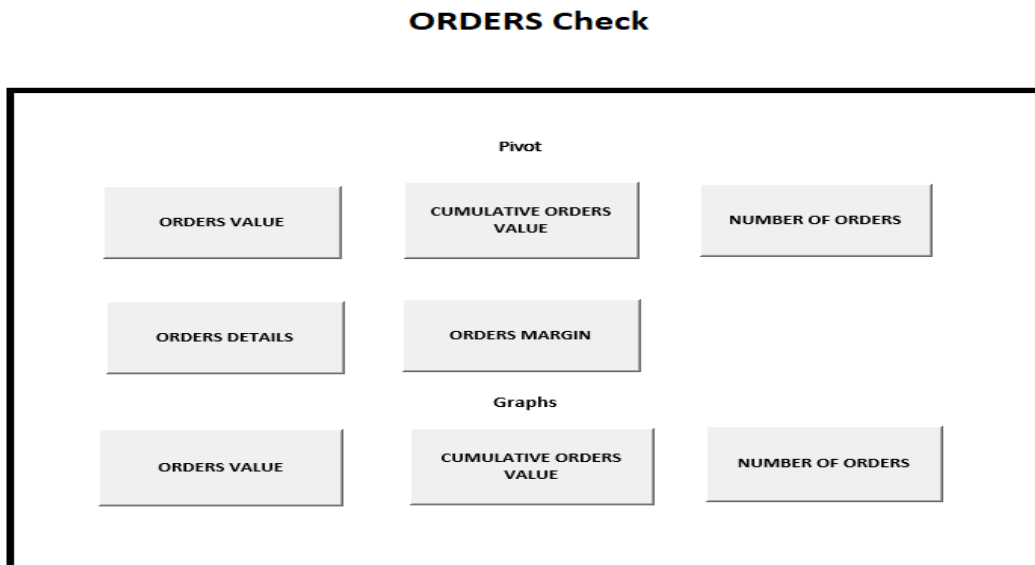 ORDERS Check
Pivot
ORDERS VALUE
CUMULATIVE ORDERS
VALUE
NUMBER OF ORDERS
ORDERS DETAILS
ORDERS MARGIN
Graphs
ORDERS VALUE
CUMULATIVE ORDERS
VALUE
NUMBER OF ORDERS